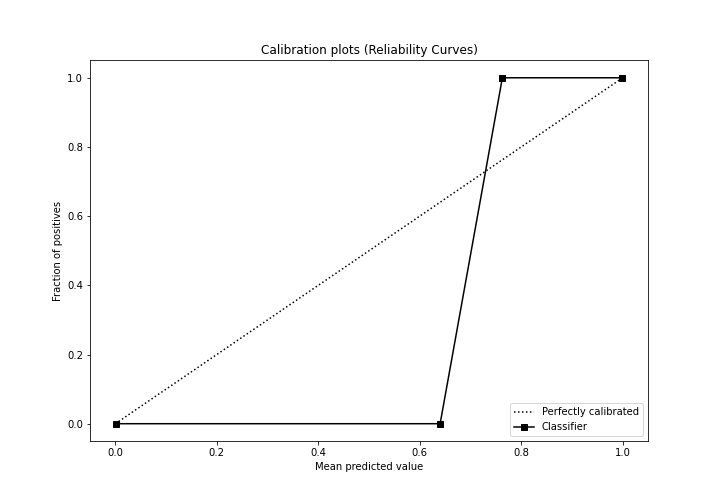 Calibration plots (Reliability Curves)
1.0
0.8
0.6
0.4
0.2
0.0
Fraction of positives
0.0 0.2 0.4 0.6 0.8 1.0
Mean predicted value
Perfectly calibrated
Classifier